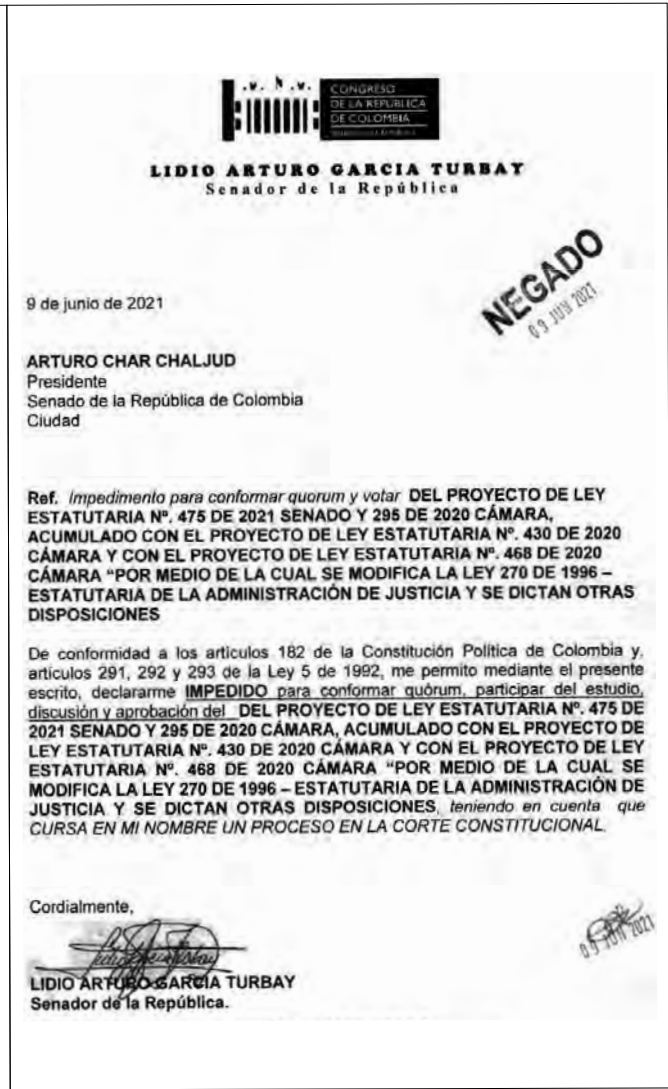 CONGRESO
DE LA REPÚBLICA
DE COLOMBIA
LIDIO ARTURO GARCIA TURBAY
Senador de la República
NEGADO
09 JUN 2021
9 de junio de 2021
ARTURO CHAR CHALJUD
Presidente
Senado de la República de Colombia
Ciudad
Ref. Impedimento para conformar quorum y votar DEL PROYECTO DE LEY
ESTATUTARIA Nº. 475 DE 2021 SENADO Y 295 DE 2020 CÁMARA,
ACUMULADO CON EL PROYECTO DE LEY ESTATUTARIA Nº. 430 DE 2020
CÁMARA Y CON EL PROYECTO DE LEY ESTATUTARIA Nº. 468 DE 2020
CÁMARA “POR MEDIO DE LA CUAL SE MODIFICA LA LEY 270 DE 1996 –
ESTATUTARIA DE LA ADMINISTRACIÓN DE JUSTICIA Y SE DICTAN OTRAS
DISPOSICIONES
De conformidad a los artículos 182 de la Constitución Política de Colombia y,
artículos 291, 292 y 293 de la Ley 5 de 1992, me permito mediante el presente
escrito, declararme IMPEDIDO para conformar quórum, participar del estudio,
discusión y aprobación del DEL PROYECTO DE LEY ESTATUTARIA Nº. 475 DE
2021 SENADO Y 295 DE 2020 CÁMARA, ACUMULADO CON EL PROYECTO DE
LEY ESTATUTARIA Nº. 430 DE 2020 CÁMARA Y CON EL PROYECTO DE LEY
ESTATUTARIA Nº. 468 DE 2020 CÁMARA “POR MEDIO DE LA CUAL SE
MODIFICA LA LEY 270 DE 1996 – ESTATUTARIA DE LA ADMINISTRACIÓN DE
JUSTICIA Y SE DICTAN OTRAS DISPOSICIONES, teniendo en cuenta que
CURSA EN MI NOMBRE UN PROCESO EN LA CORTE CONSTITUCIONAL.
Cordialmente,
09 JUN 2021
LIDIO ARTURO GARCIA TURBAY
Senador de la República.